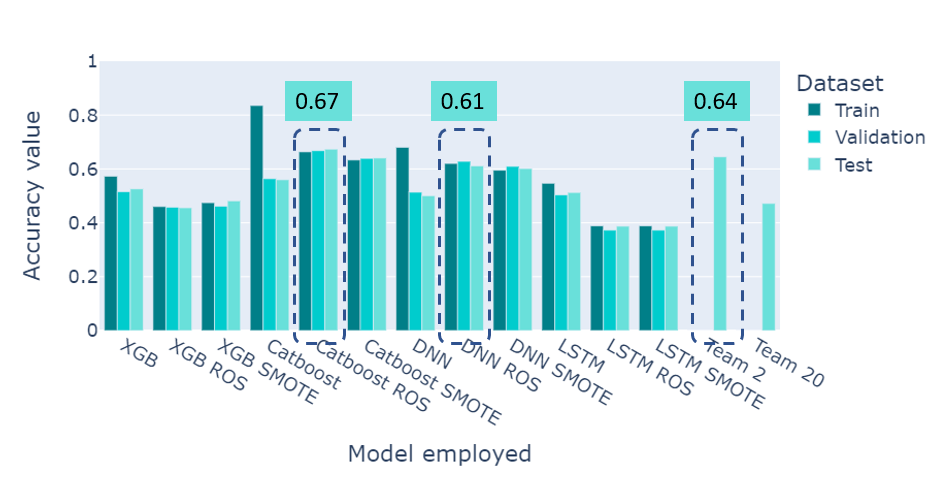 0.67
0.61
0.64
1
0.8
0.6
0.4
0.2
0
Accuracy value
XGB
XGB ROS
XGB SMOTE
Catboost
Catboost ROS
Catboost SMOTE
DNN
DNN ROS
DNN SMOTE
LSTM
LSTM ROS
LSTM SMOTE
Team 2
Team 20
Model employed
Dataset
Train
Validation
Test